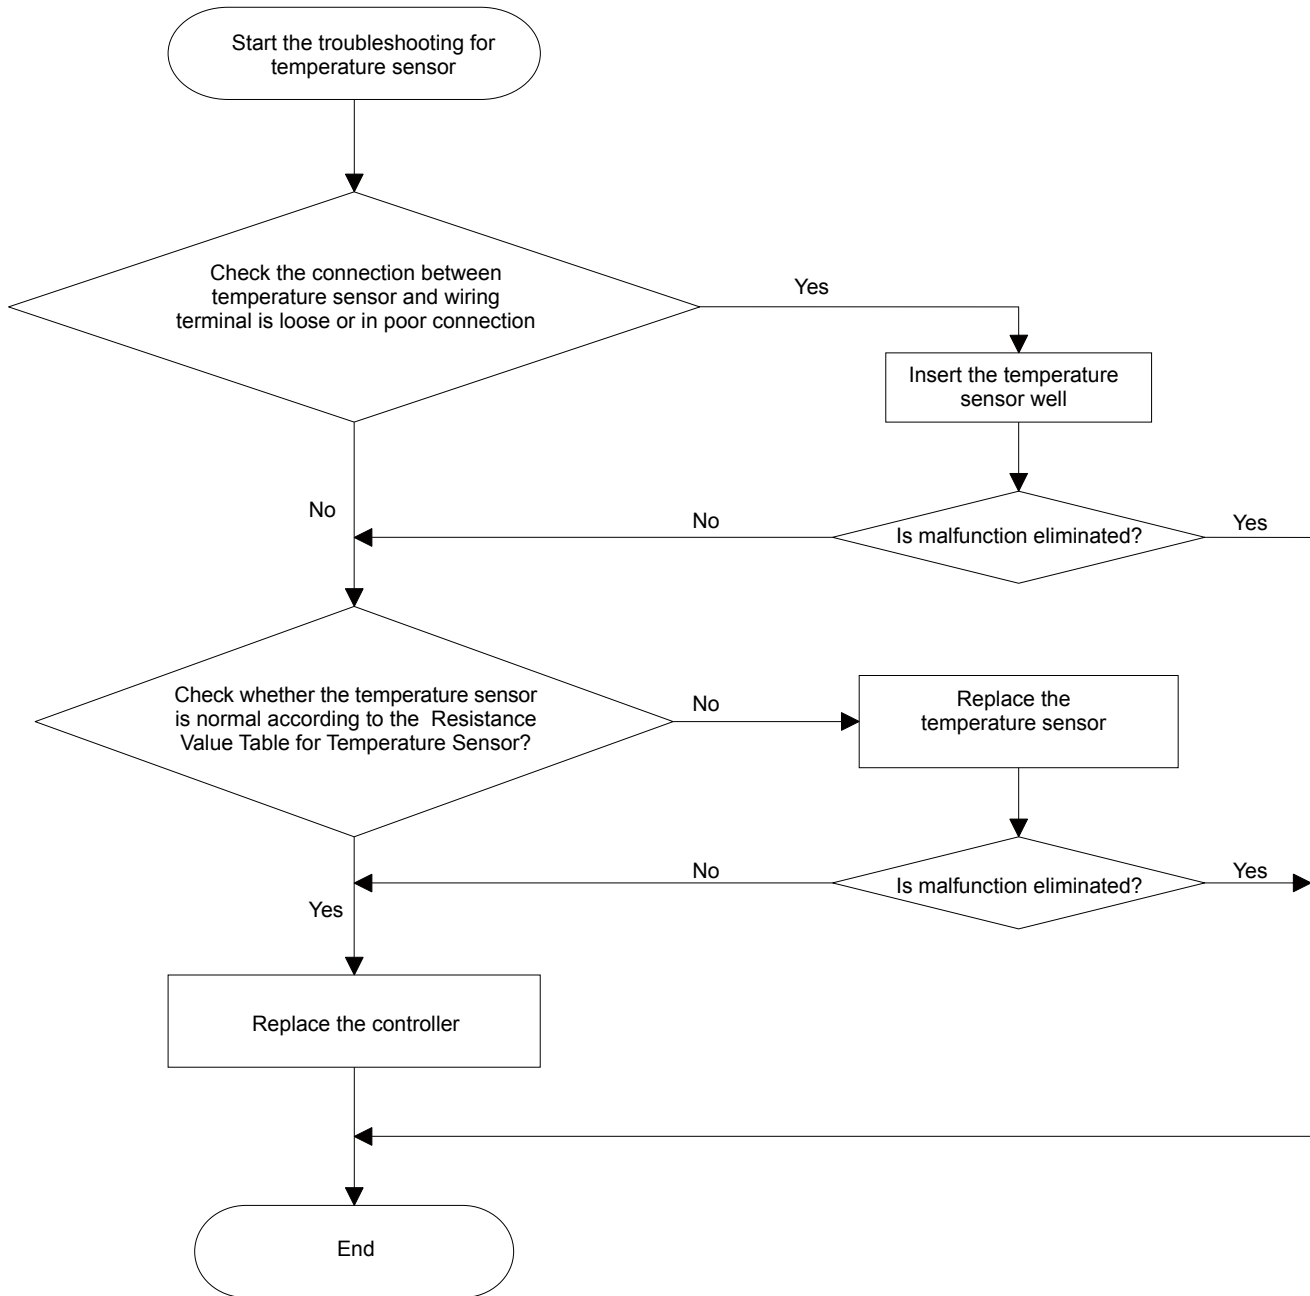 Start the troubleshooting for
temperature sensor
Check the connection between
temperature sensor and wiring
terminal is loose or in poor connection
Yes
Insert the temperature
sensor well
No
No
Is malfunction eliminated?
Yes
Check whether the temperature sensor
is normal according to the  Resistance
Value Table for Temperature Sensor?
No
Replace the
temperature sensor
No
Is malfunction eliminated?
Yes
Yes
Replace the controller
End